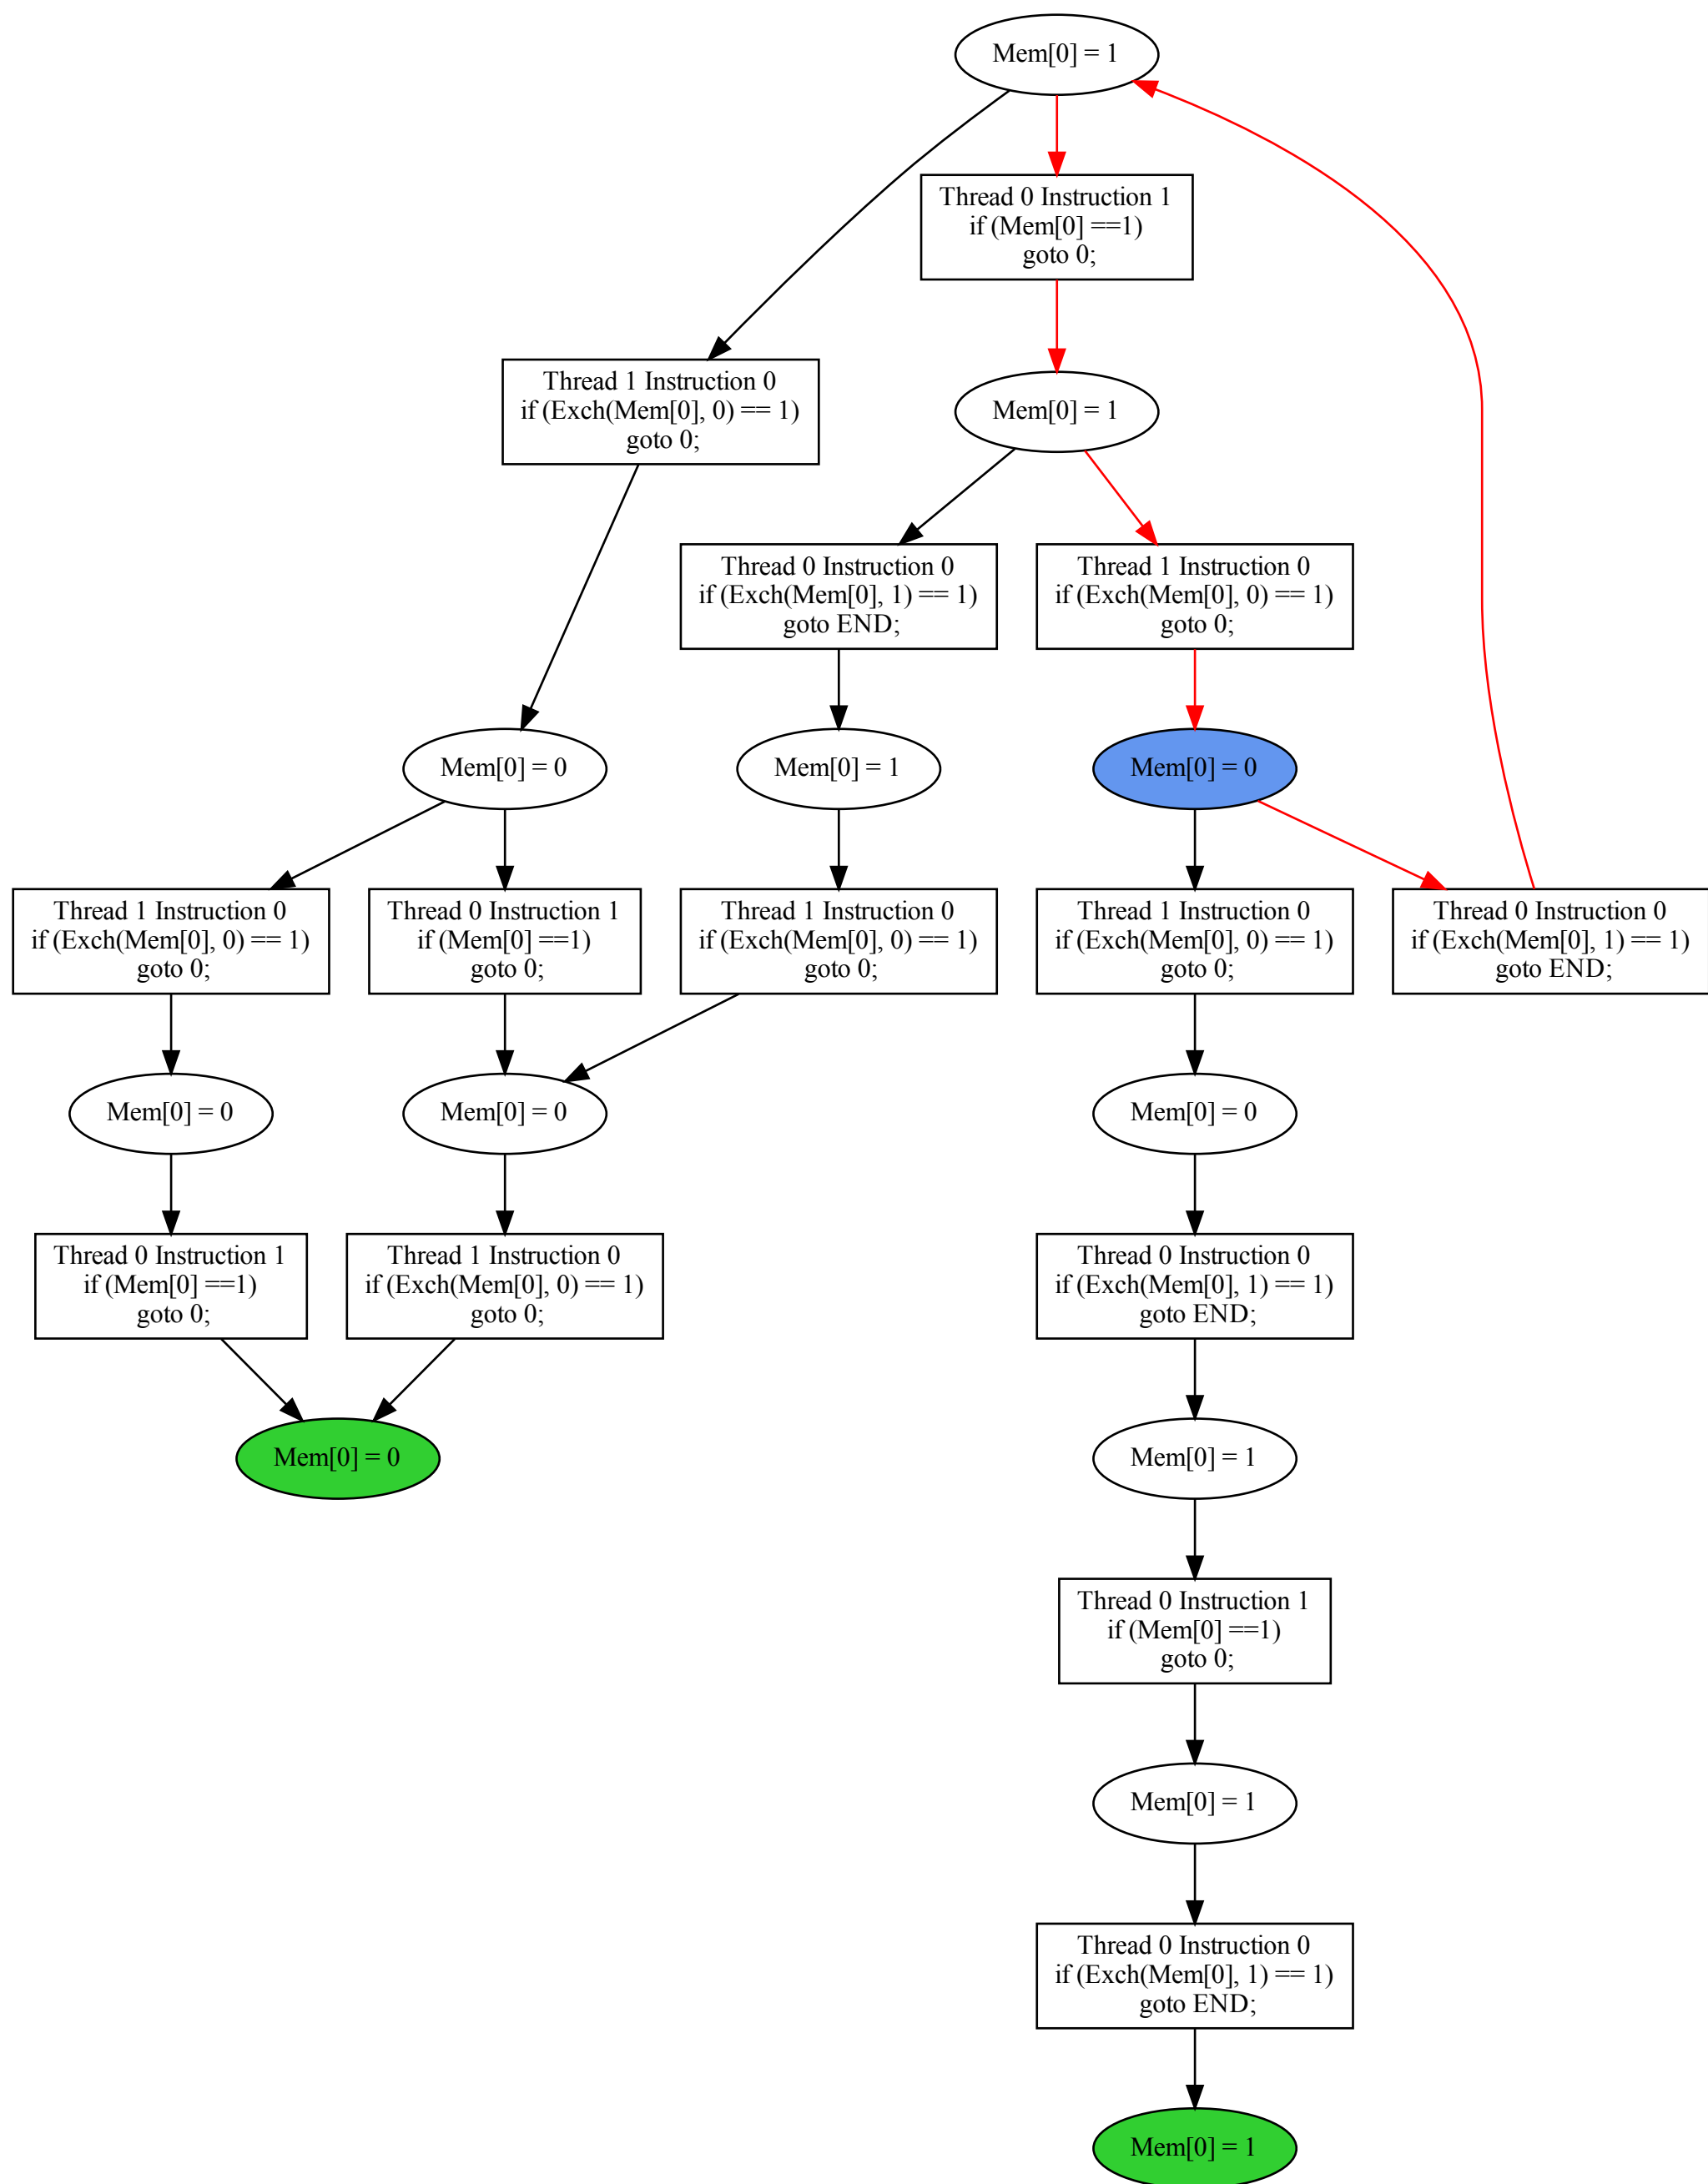 Mem[0] = 1
Thread 0 Instruction 1
if (Mem[0] ==1)
goto 0;
Thread 1 Instruction 0
if (Exch(Mem[0], 0) == 1)
goto 0;
Mem[0] = 1
Thread 0 Instruction 0
if (Exch(Mem[0], 1) == 1)
goto END;
Thread 1 Instruction 0
if (Exch(Mem[0], 0) == 1)
goto 0;
Mem[0] = 0
Mem[0] = 1
Mem[0] = 0
Thread 1 Instruction 0
if (Exch(Mem[0], 0) == 1)
goto 0;
Thread 0 Instruction 1
if (Mem[0] ==1)
goto 0;
Thread 1 Instruction 0
if (Exch(Mem[0], 0) == 1)
goto 0;
Thread 1 Instruction 0
if (Exch(Mem[0], 0) == 1)
goto 0;
Thread 0 Instruction 0
if (Exch(Mem[0], 1) == 1)
goto END;
Mem[0] = 0
Mem[0] = 0
Mem[0] = 0
Thread 0 Instruction 1
if (Mem[0] ==1)
goto 0;
Thread 1 Instruction 0
if (Exch(Mem[0], 0) == 1)
goto 0;
Thread 0 Instruction 0
if (Exch(Mem[0], 1) == 1)
goto END;
Mem[0] = 0
Mem[0] = 1
Thread 0 Instruction 1
if (Mem[0] ==1)
goto 0;
Mem[0] = 1
Thread 0 Instruction 0
if (Exch(Mem[0], 1) == 1)
goto END;
Mem[0] = 1